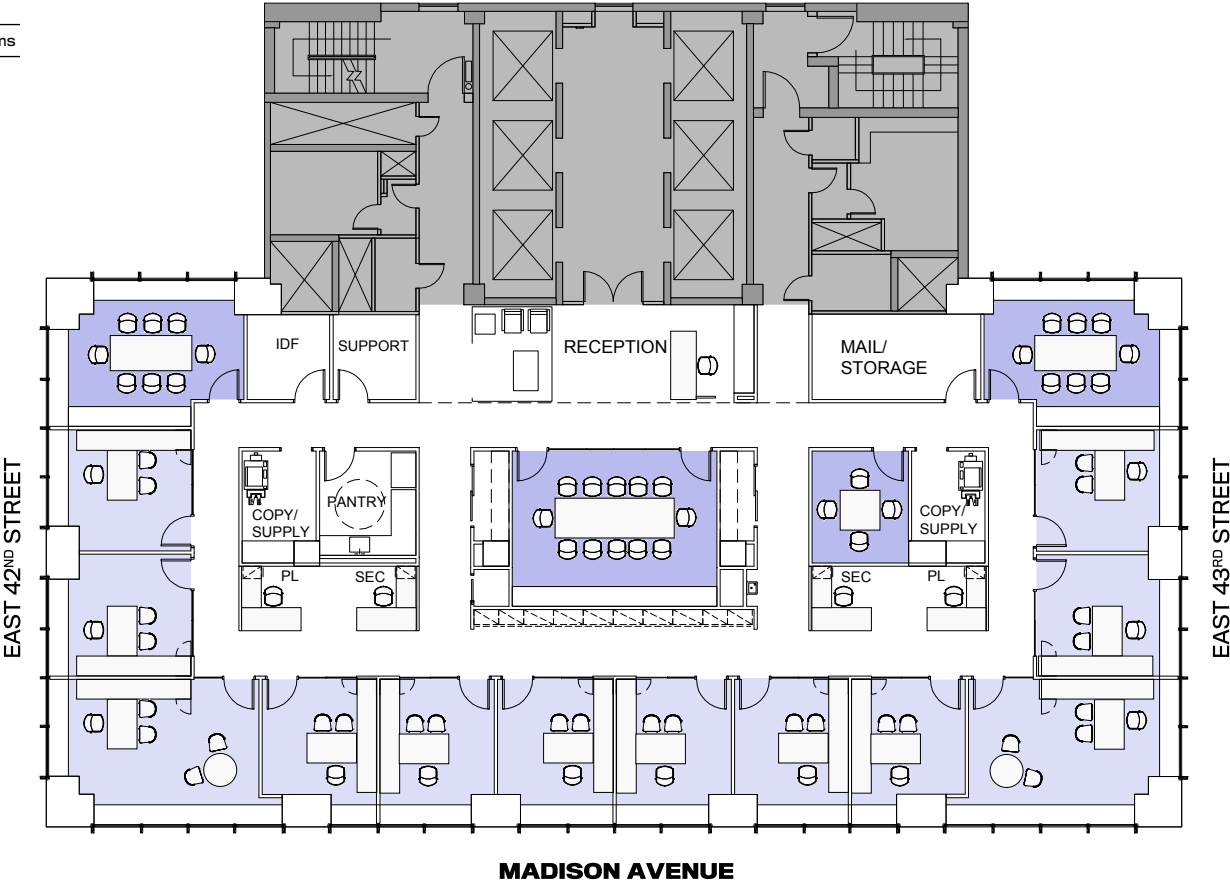 ms
IDF
SUPPORT
RECEPTION
MAIL/
STORAGE
EAST 42ND STREET
EAST 43RD STREET
COPY/
SUPPLY
PANTRY
COPY/
SUPPLY
PL
SEC
SEC
PL
MADISON AVENUE